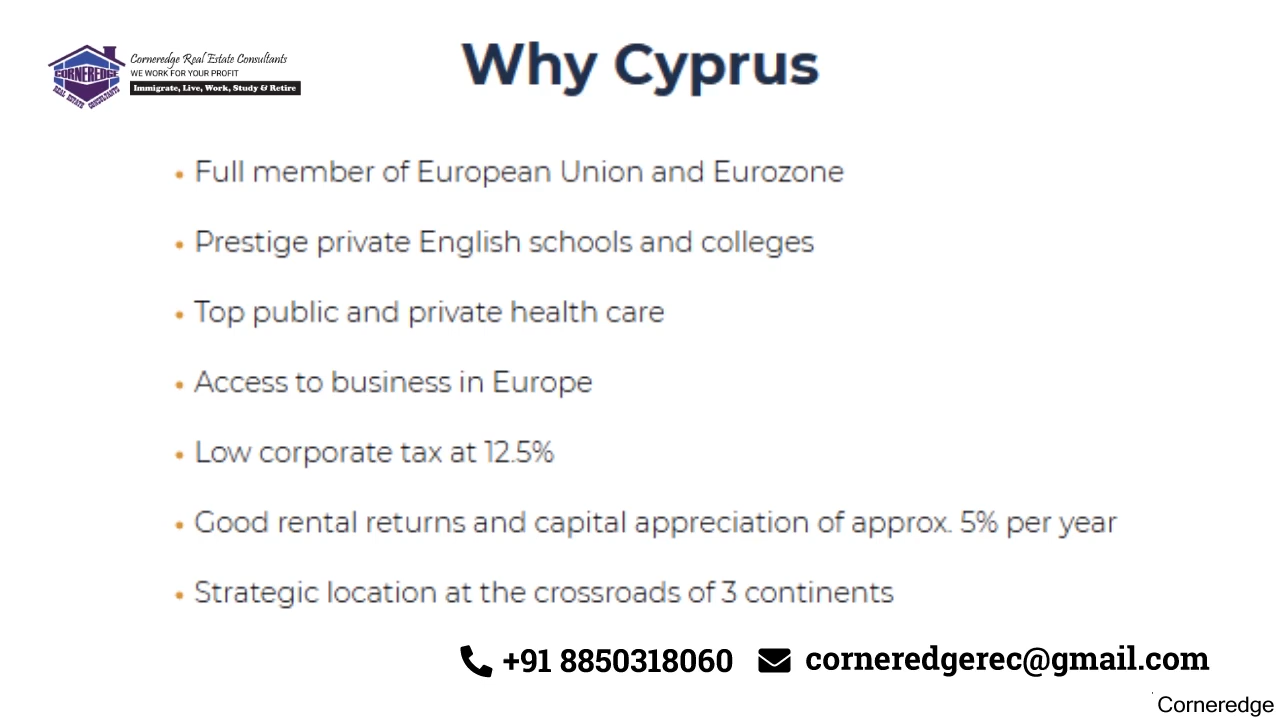 CORNEREDGE
REAL ESTATE CONSULTANTS
Corneredge Real Estate Consultants
WE WORK FOR YOUR PROFIT
Immigrate, Live, Work, Study & Retire
Why Cyprus
• Full member of European Union and Eurozone
• Prestige private English schools and colleges
• Top public and private health care
• Access to business in Europe
• Low corporate tax at 12.5%
• Good rental returns and capital appreciation of approx. 5% per year
• Strategic location at the crossroads of 3 continents
+91 8850318060 corneredgerec@gmail.com
Corneredge